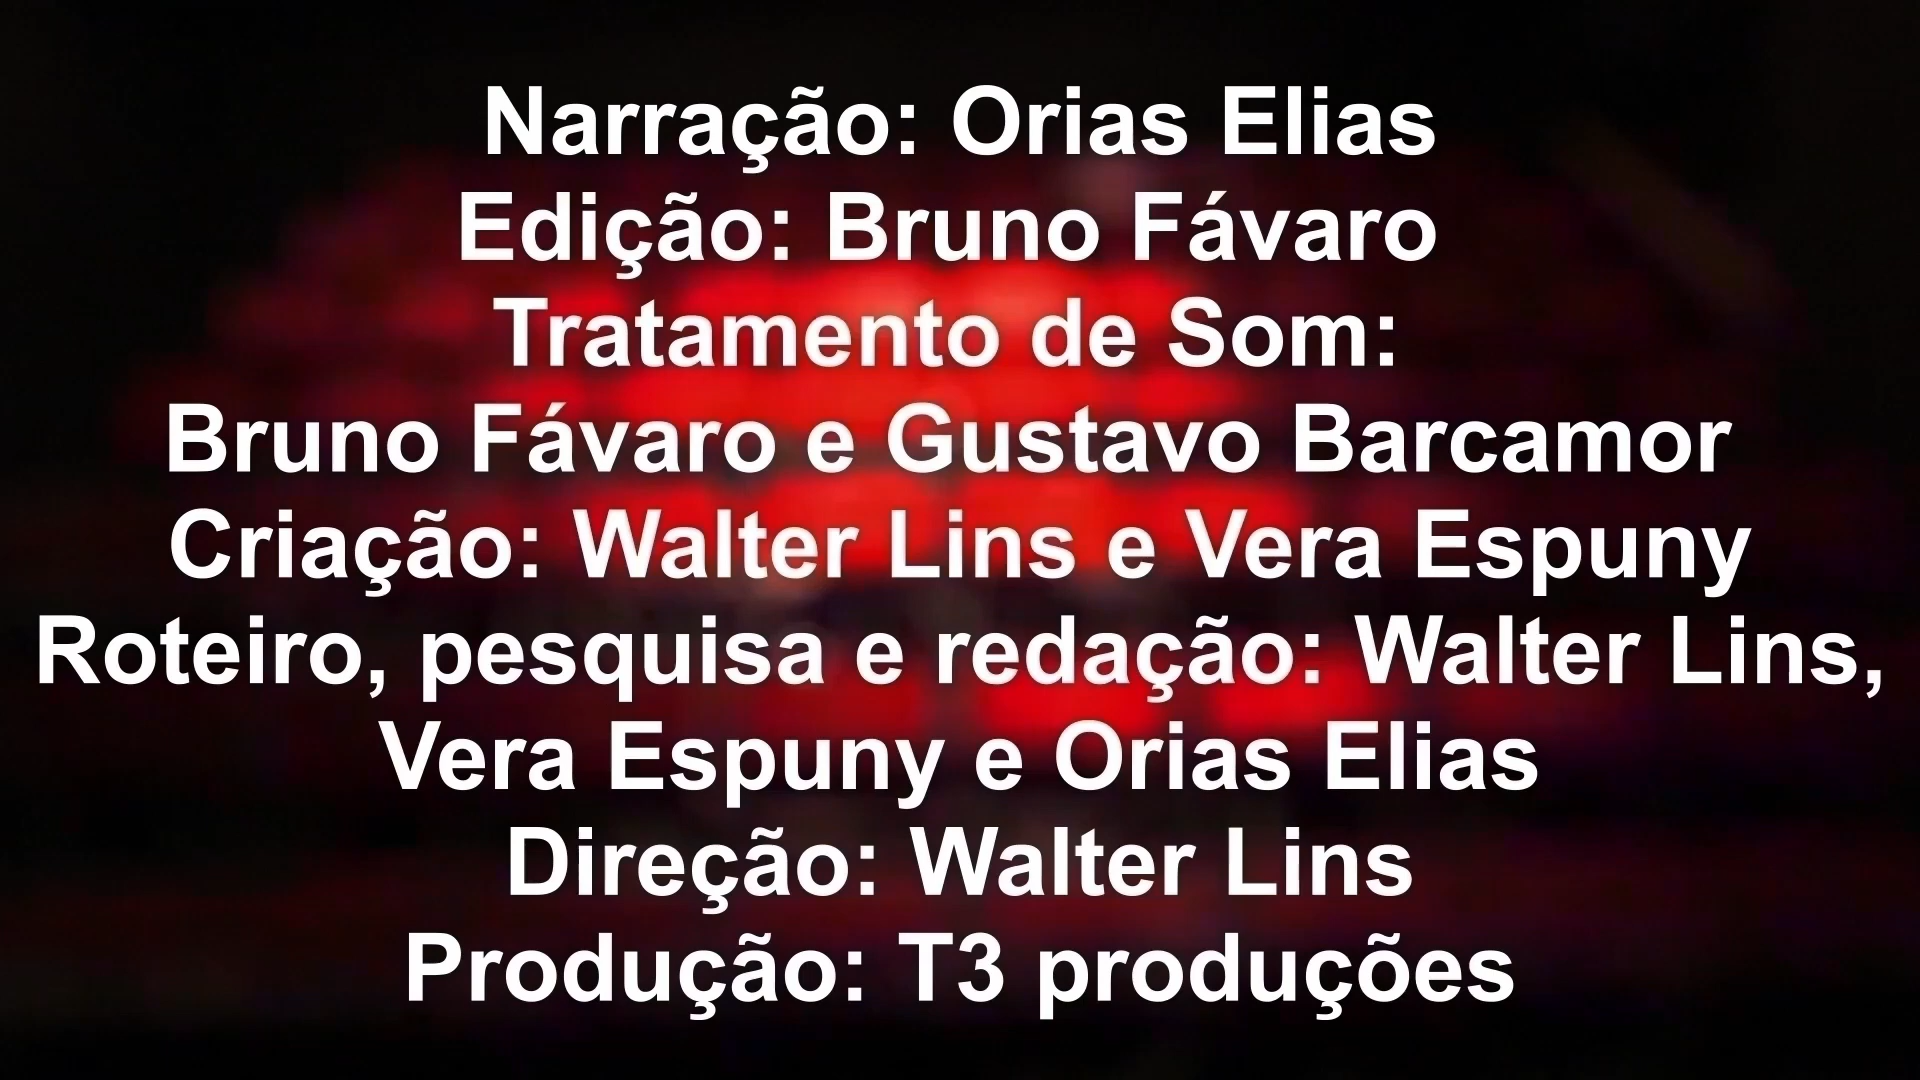 Narração: Orias Elias
Edição: Bruno Fávaro
Tratamento de Som:
Bruno Fávaro e Gustavo Barcamor
Criação: Walter Lins e Vera Espuny
Roteiro, pesquisa e redação: Walter Lins,
Vera Espuny e Orias Elias
Direção: Walter Lins
Produção: T3 produções